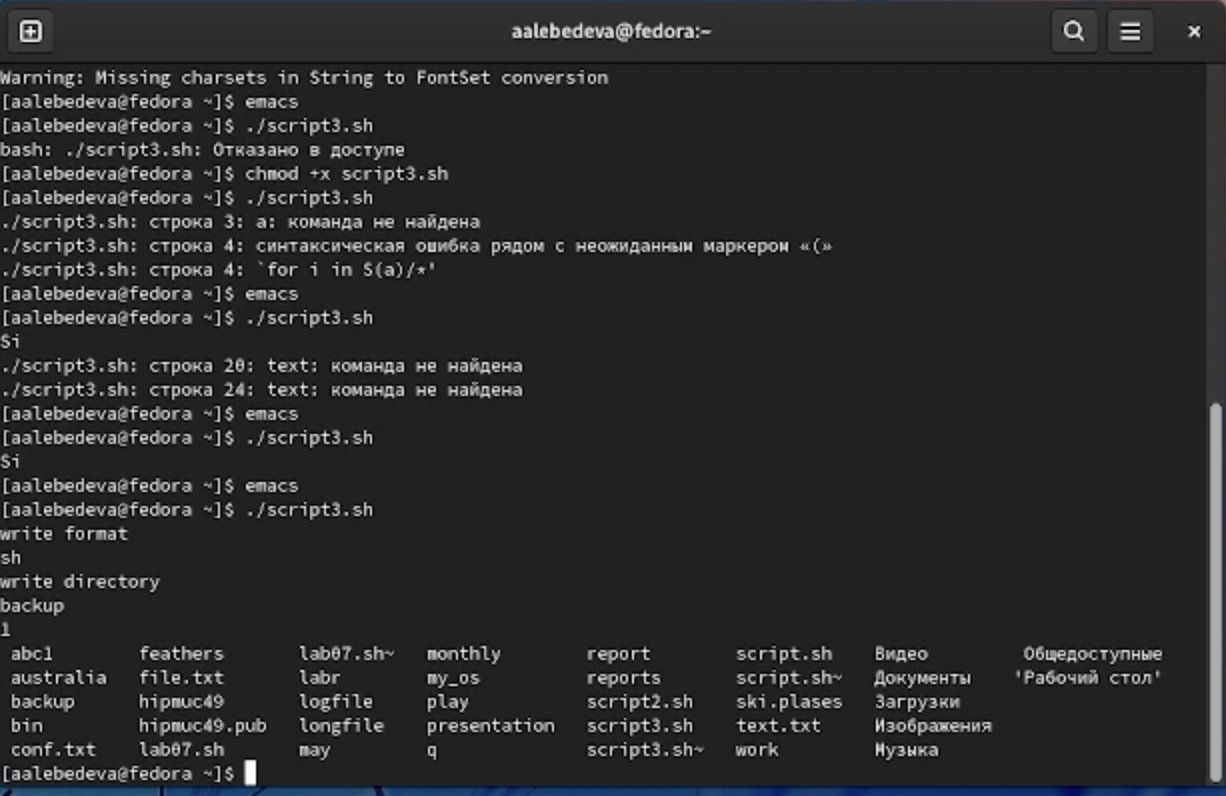 aalebedeva@fedora:~
Warning: Missing charsets in String to FontSet conversion
[aalebedeva@fedora ~]$ emacs
[aalebedeva@fedora ~]$ ./script3.sh
bash: ./script3.sh: Отказано в доступе
[aalebedeva@fedora ~]$ chmod +x script3.sh
[aalebedeva@fedora ~]$ ./script3.sh
./script3.sh: строка 3: a: команда не найдена
./script3.sh: строка 4: синтаксическая ошибка рядом с неожиданным маркером «(»
./script3.sh: строка 4: `for i in S(a)/*'
[aalebedeva@fedora ~]$ emacs
[aalebedeva@fedora ~]$ ./script3.sh
Si
./script3.sh: строка 20: text: команда не найдена
./script3.sh: строка 24: text: команда не найдена
[aalebedeva@fedora ~]$ emacs
[aalebedeva@fedora ~]$ ./script3.sh
Si
[aalebedeva@fedora ~]$ emacs
[aalebedeva@fedora ~]$ ./script3.sh
write format
sh
write directory
backup
1
abc1 feathers lab07.sh~ monthly report script.sh Видео Общедоступные
australia file.txt labr my_os reports script.sh~ Документы 'Рабочий стол'
backup hipmuc49 logfile play script2.sh ski.plases Загрузки
bin hipmuc49.pub longfile presentation script3.sh text.txt Изображения
conf.txt lab07.sh may q script3.sh~ work Музыка
[aalebedeva@fedora ~]$